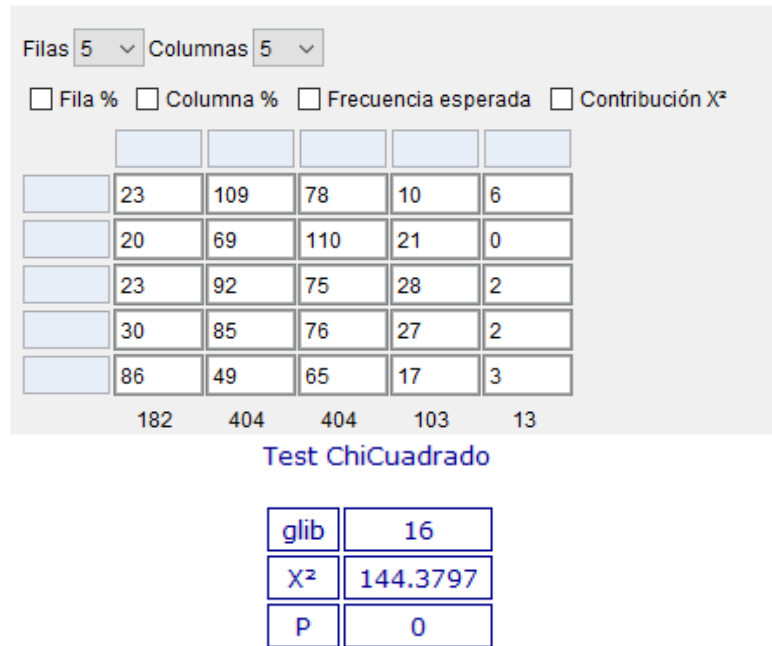 Filas 5 Columnas 5
Fila % Columna % Frecuencia esperada Contribución X²
23 109 78 10 6
20 69 110 21 0
23 92 75 28 2
30 85 76 27 2
86 49 65 17 3
182 404 404 103 13
Test ChiCuadrado
glib 16
X² 144.3797
P 0